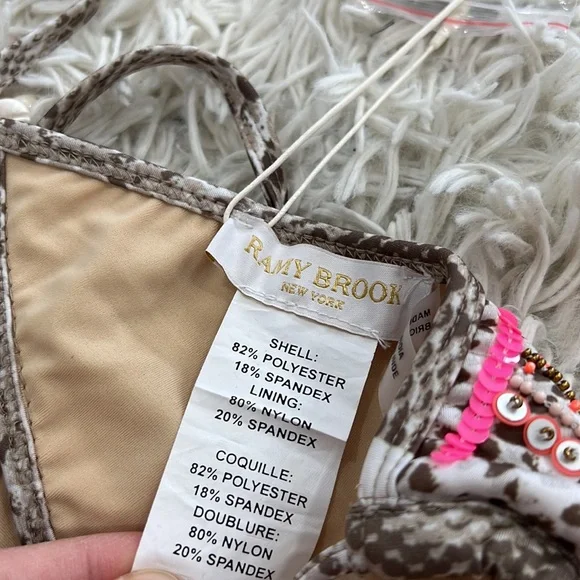 RAMY BROOK
NEW YORK
SHELL:
82% POLYESTER
18% SPANDEX
LINING:
80% NYLON
20% SPANDEX
COQUILLE:
82% POLYESTER
18% SPANDEX
DOUBLURE:
80% NYLON
20% SPANDEX
MADE